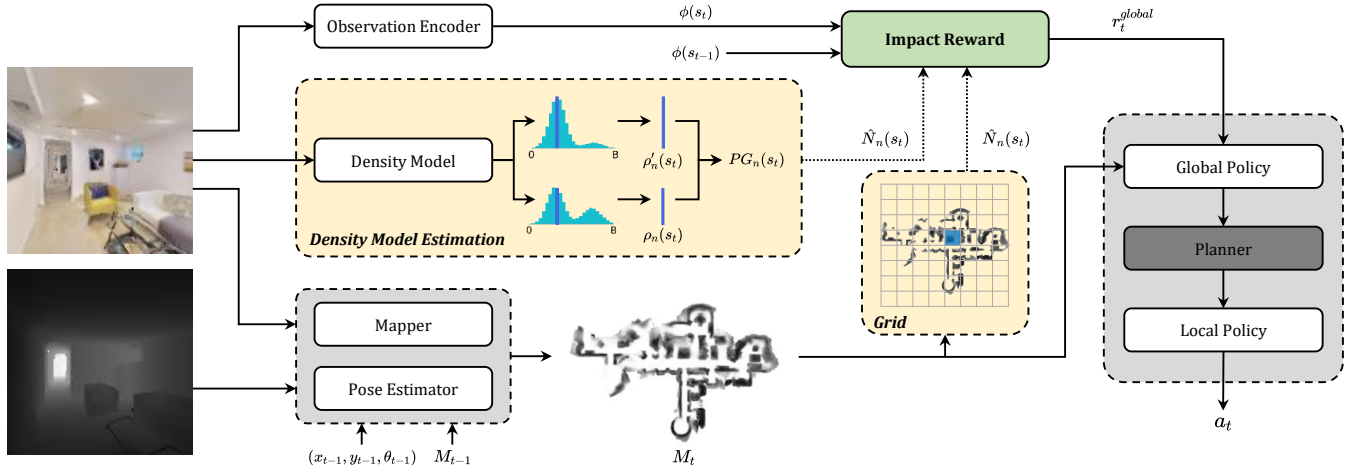 Observation Encoder
ϕ(s_t)
ϕ(s_{t−1})
Impact Reward
r_t^{global}
Density Model
0
B
ρ′_n(s_t)
0
B
ρ_n(s_t)
PG_n(s_t)
Density Model Estimation
N̂_n(s_t)
N̂_n(s_t)
Grid
Global Policy
Planner
Local Policy
a_t
Mapper
Pose Estimator
(x_{t−1}, y_{t−1}, θ_{t−1})
M_{t−1}
M_t